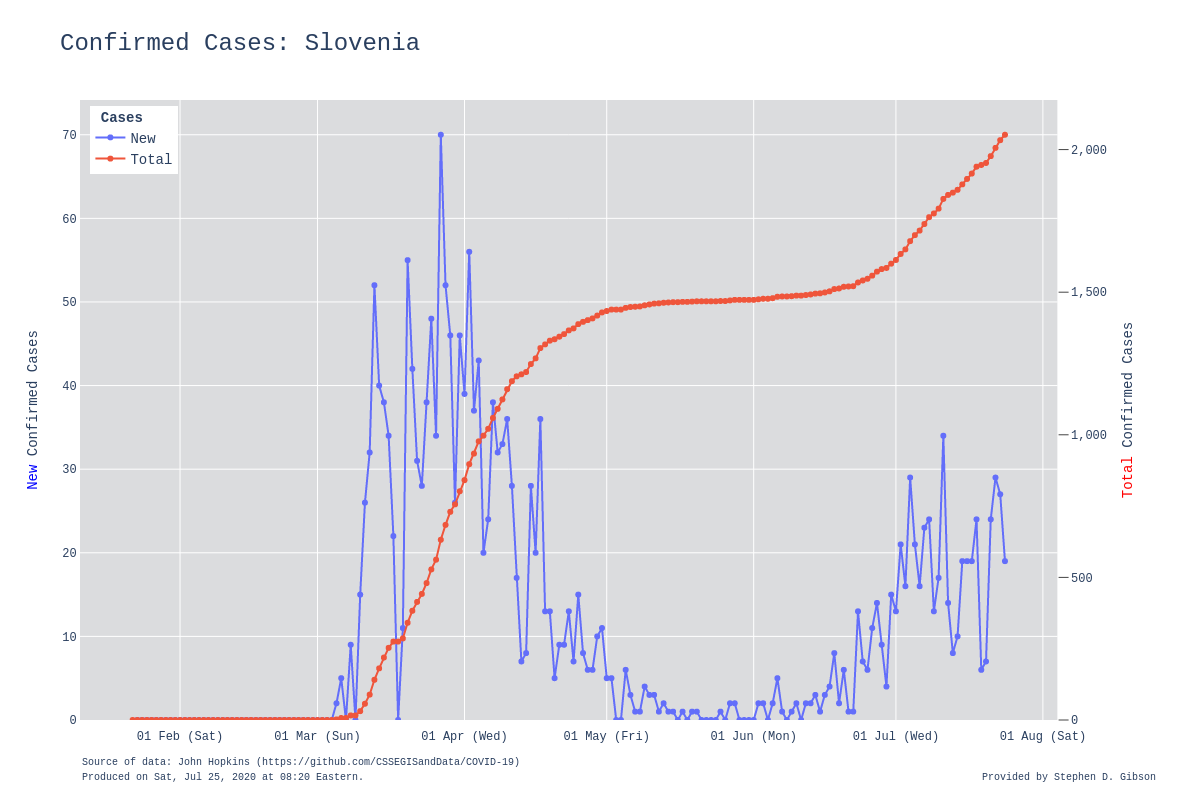 Confirmed Cases: Slovenia
Cases
New
Total
70
60
50
40
30
20
10
0
2,000
1,500
1,000
500
0
New Confirmed Cases
Total Confirmed Cases
01 Feb (Sat) 01 Mar (Sun) 01 Apr (Wed) 01 May (Fri) 01 Jun (Mon) 01 Jul (Wed) 01 Aug (Sat)
Source of data: John Hopkins (https://github.com/CSSEGISandData/COVID-19)
Produced on Sat, Jul 25, 2020 at 08:20 Eastern.
Provided by Stephen D. Gibson